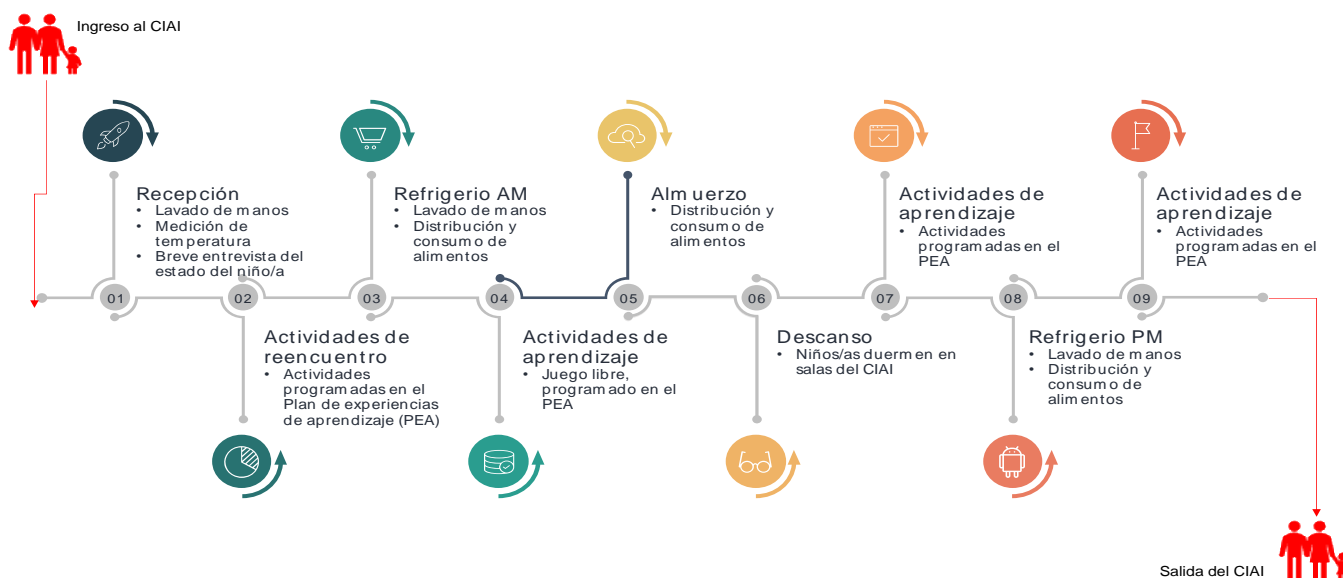 Ingreso al CIAI
Recepción
• Lavado de manos
• Medición de
temperatura
• Breve entrevista del
estado del niño/a
Refrigerio AM
• Lavado de manos
• Distribución y
consumo de
alimentos
Almuerzo
• Distribución y
consumo de
alimentos
Actividades de
aprendizaje
• Actividades
programadas en el
PEA
Actividades de
aprendizaje
• Actividades
programadas en el
PEA
01
02
03
04
05
06
07
08
09
Actividades de
reencuentro
• Actividades
programadas en el
Plan de experiencias
de aprendizaje (PEA)
Actividades de
aprendizaje
• Juego libre,
programado en el
PEA
Descanso
• Niños/as duermen en
salas del CIAI
Refrigerio PM
• Lavado de manos
• Distribución y
consumo de
alimentos
Salida del CIAI